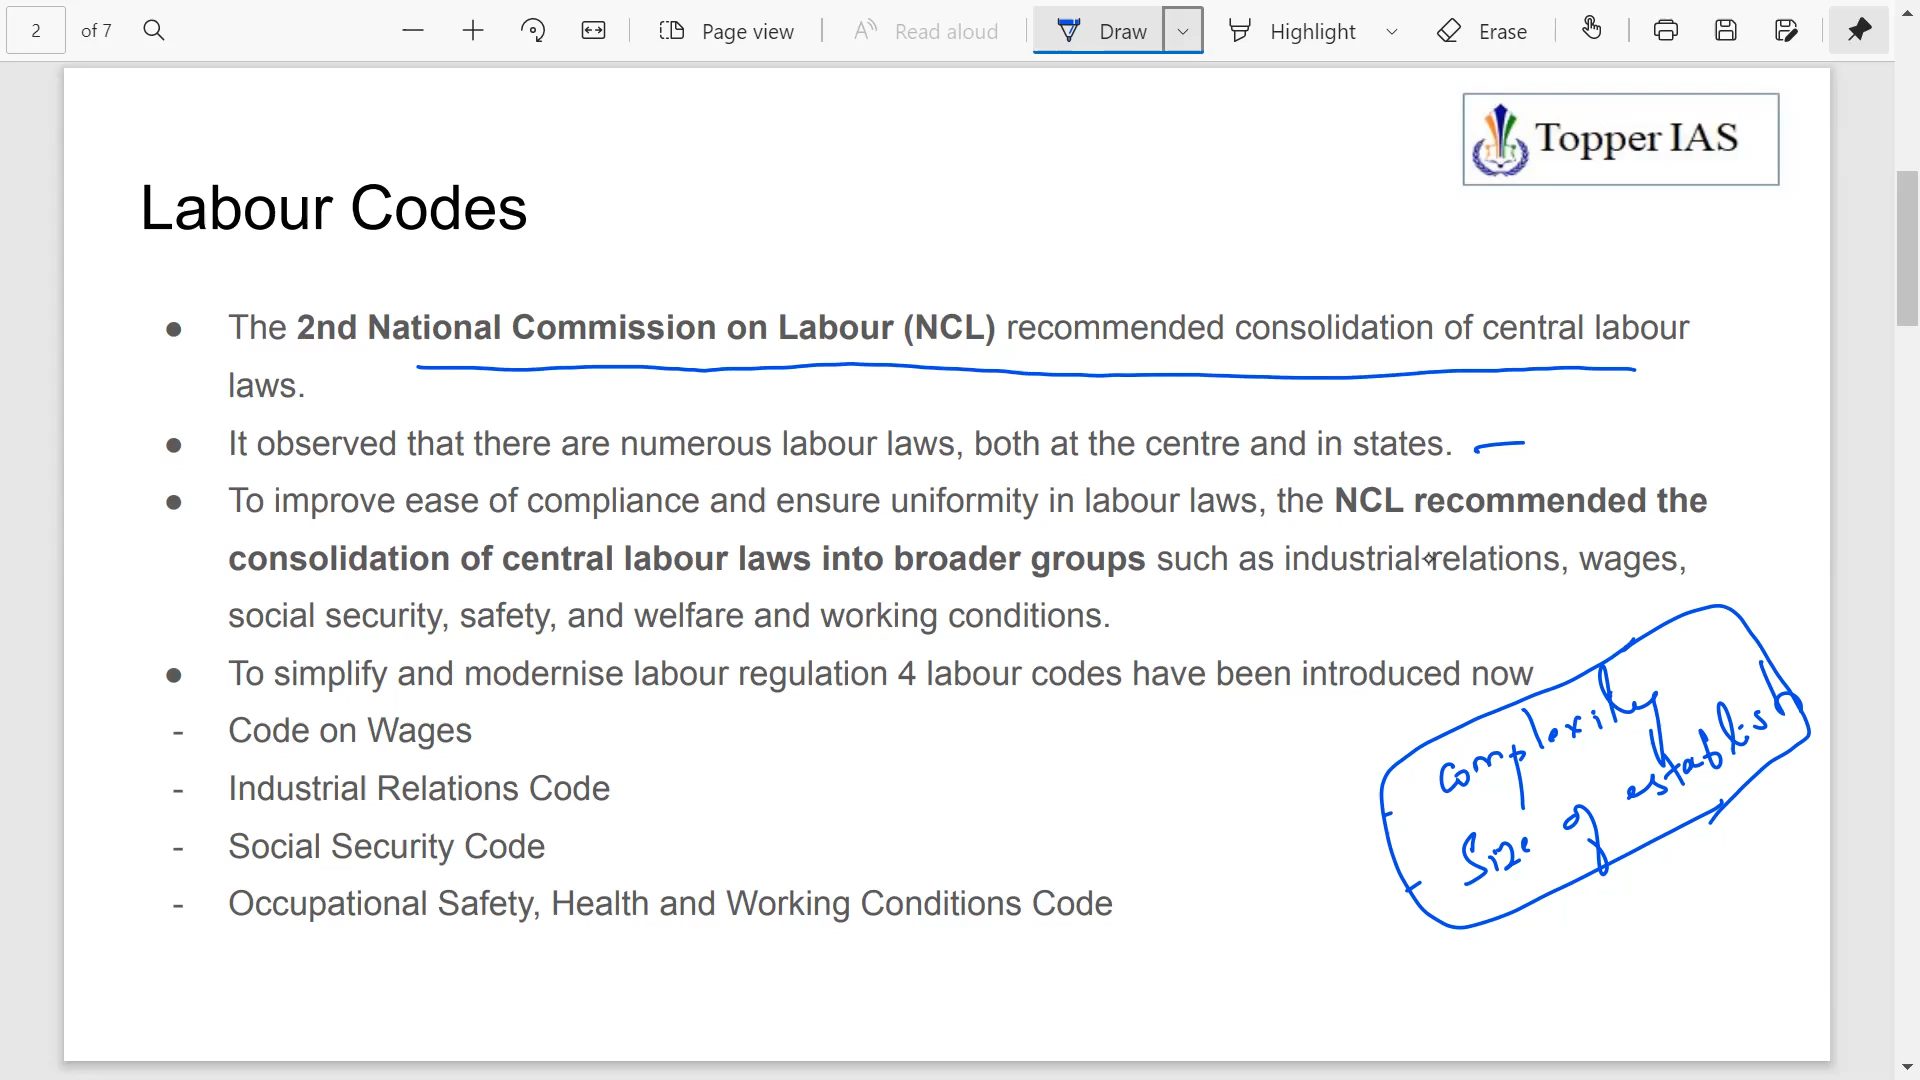 2 of 7 Page view Read aloud Draw Highlight Erase
Topper IAS
Labour Codes
● The 2nd National Commission on Labour (NCL) recommended consolidation of central labour
laws.
● It observed that there are numerous labour laws, both at the centre and in states.
● To improve ease of compliance and ensure uniformity in labour laws, the NCL recommended the
consolidation of central labour laws into broader groups such as industrial relations, wages,
social security, safety, and welfare and working conditions.
● To simplify and modernise labour regulation 4 labour codes have been introduced now
- Code on Wages
- Industrial Relations Code
- Social Security Code
- Occupational Safety, Health and Working Conditions Code
complexity
Size of establish